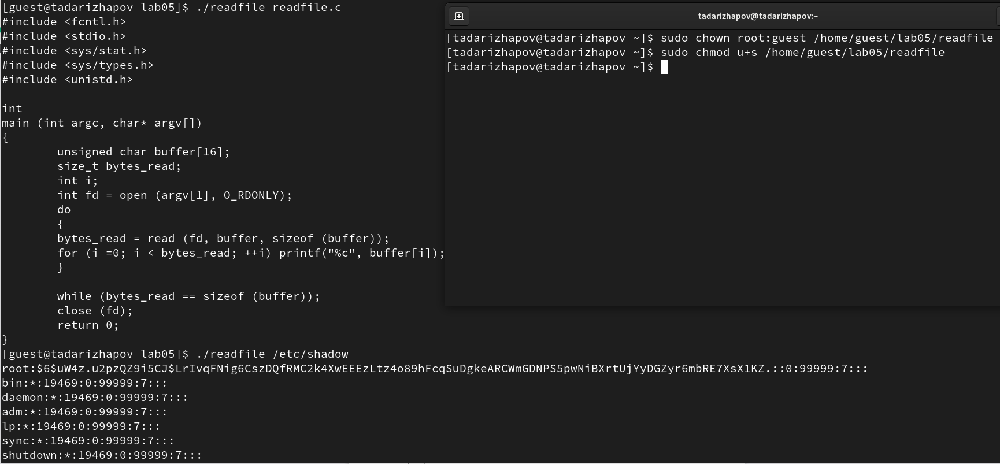 [guest@tadarizhapov lab05]$ ./readfile readfile.c
#include <fcntl.h>
#include <stdio.h>
#include <sys/stat.h>
#include <sys/types.h>
#include <unistd.h>
int
main (int argc, char* argv[])
{
unsigned char buffer[16];
size_t bytes_read;
int i;
int fd = open (argv[1], O_RDONLY);
do
{
bytes_read = read (fd, buffer, sizeof (buffer));
for (i =0; i < bytes_read; ++i) printf("%c", buffer[i]);
}
while (bytes_read == sizeof (buffer));
close (fd);
return 0;
}
[guest@tadarizhapov lab05]$ ./readfile /etc/shadow
root:$6$uW4z.u2pzQZ9i5CJ$LrIvqFNig6CszDQfRMC2k4XwEEEzLtz4o89hFcqSuDgkeARCWmGDNPS5pwNiBXrtUjYyDGZyr6mbRE7XsX1KZ.::0:99999:7:::
bin:*:19469:0:99999:7:::
daemon:*:19469:0:99999:7:::
adm:*:19469:0:99999:7:::
lp:*:19469:0:99999:7:::
sync:*:19469:0:99999:7:::
shutdown:*:19469:0:99999:7:::
tadarizhapov@tadarizhapov:~
[tadarizhapov@tadarizhapov ~]$ sudo chown root:guest /home/guest/lab05/readfile
[tadarizhapov@tadarizhapov ~]$ sudo chmod u+s /home/guest/lab05/readfile
[tadarizhapov@tadarizhapov ~]$